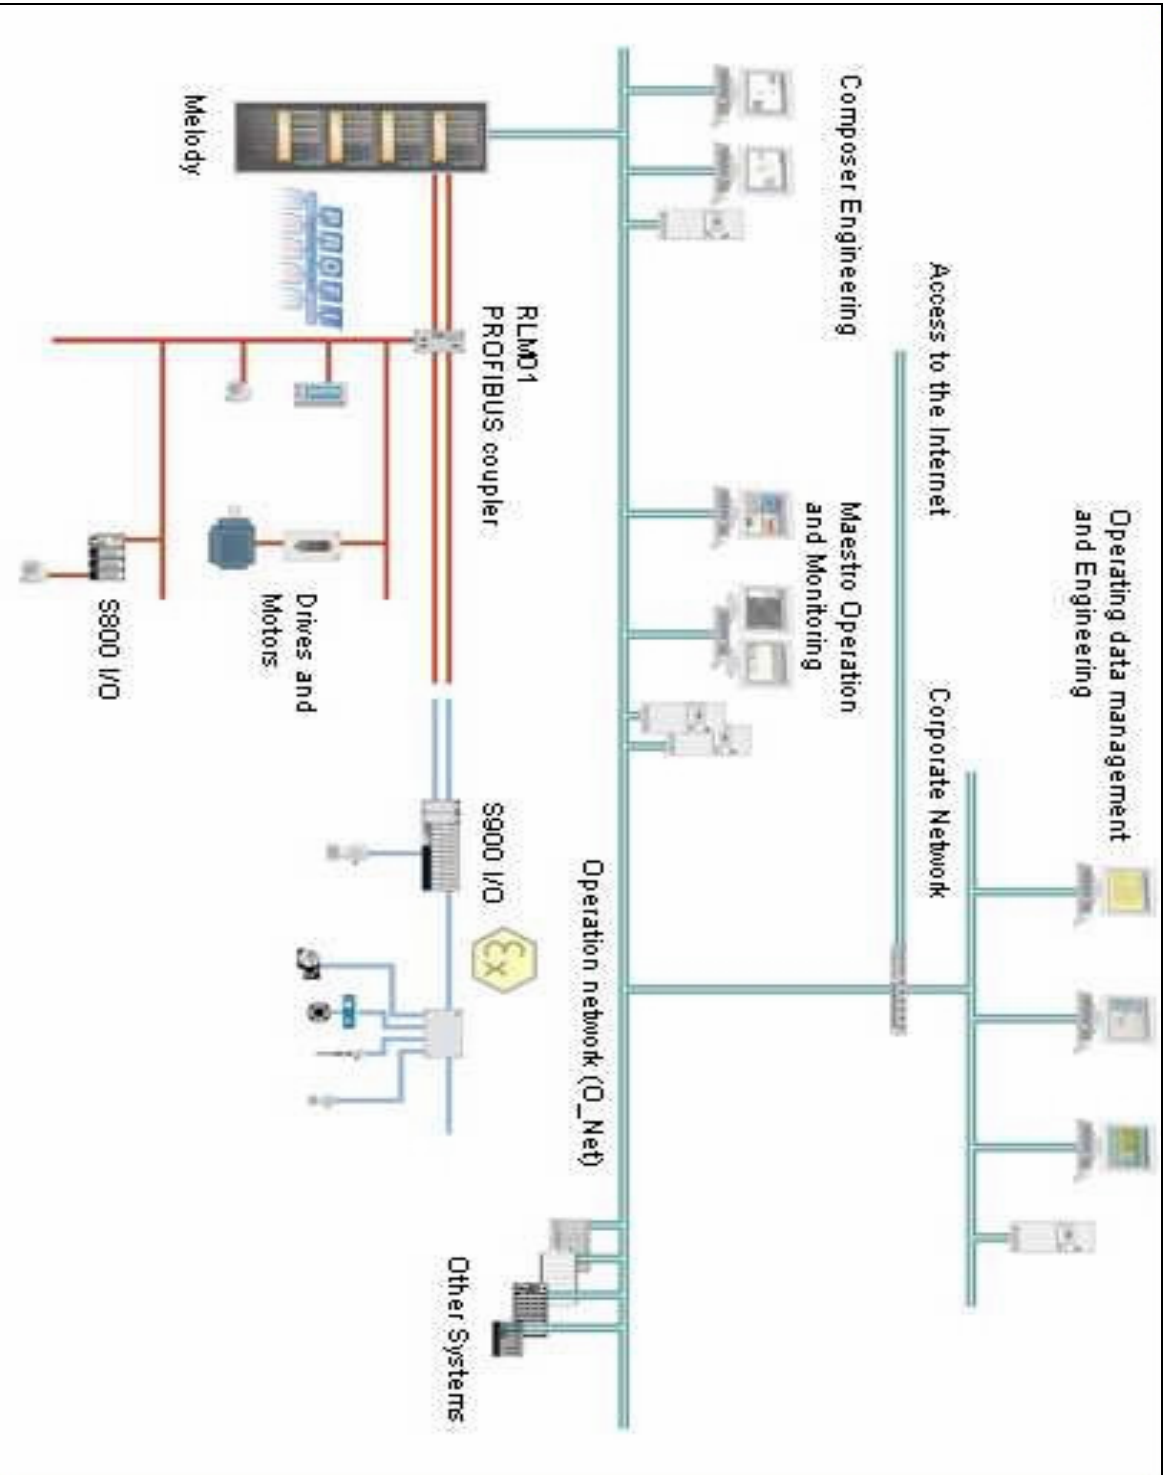 Operating data management
and Engineering
Access to the Internet
Corporate Network
Composer Engineering
Maestro Operation
and Monitoring
Operation network (O_Net)
RLM01
PROFIBUS coupler
S900 I/O
Other Systems
Melody
Drives and
Motors
S800 I/O